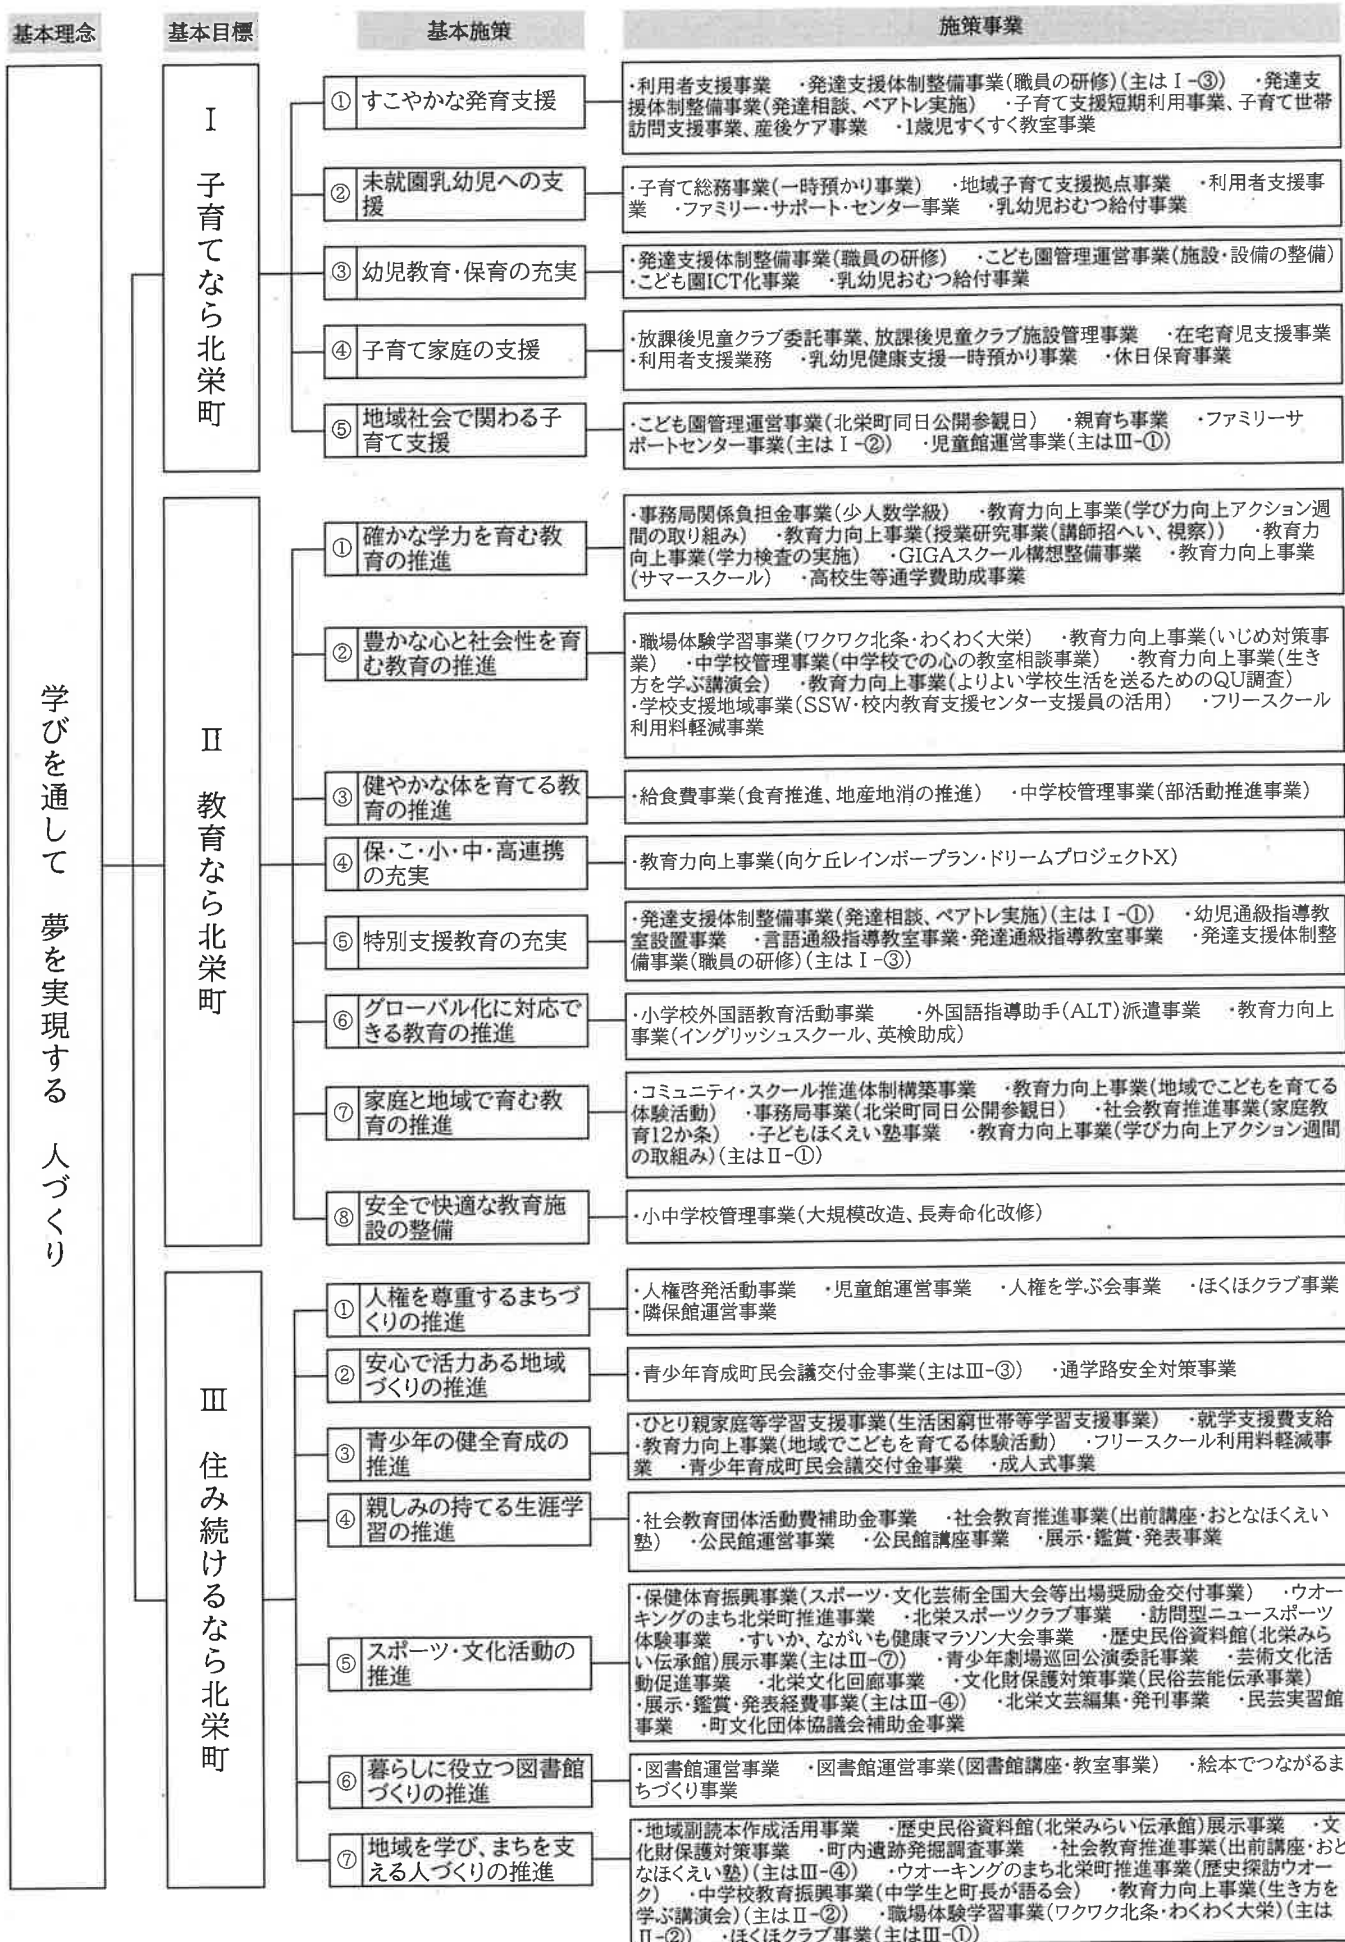 基本理念
基本目標
基本施策
施策事業
学びを通して 夢を実現する 人づくり
Ⅰ 子育てなら北栄町
① すこやかな発育支援
・利用者支援事業 ・発達支援体制整備事業(職員の研修)(主はⅠ-③) ・発達支
援体制整備事業(発達相談、ペアトレ実施) ・子育て支援短期利用事業、子育て世帯
訪問支援事業、産後ケア事業 ・1歳児すくすく教室事業
② 未就園乳幼児への支
援
・子育て総務事業(一時預かり事業) ・地域子育て支援拠点事業 ・利用者支援事
業 ・ファミリー・サポート・センター事業 ・乳幼児おむつ給付事業
③ 幼児教育・保育の充実
・発達支援体制整備事業(職員の研修) ・こども園管理運営事業(施設・設備の整備)
・こども園ICT化事業 ・乳幼児おむつ給付事業
④ 子育て家庭の支援
・放課後児童クラブ委託事業、放課後児童クラブ施設管理事業 ・在宅育児支援事業
・利用者支援業務 ・乳幼児健康支援一時預かり事業 ・休日保育事業
⑤ 地域社会で関わる子
育て支援
・こども園管理運営事業(北栄町同日公開参観日) ・親育ち事業 ・ファミリーサ
ポートセンター事業(主はⅠ-②) ・児童館運営事業(主はⅢ-①)
Ⅱ 教育なら北栄町
① 確かな学力を育む教
育の推進
・事務局関係負担金事業(少人数学級) ・教育力向上事業(学び力向上アクション週
間の取り組み) ・教育力向上事業(授業研究事業(講師招へい、視察)) ・教育力
向上事業(学力検査の実施) ・GIGAスクール構想整備事業 ・教育力向上事業
(サマースクール) ・高校生等通学費助成事業
② 豊かな心と社会性を育
む教育の推進
・職場体験学習事業(ワクワク北条・わくわく大栄) ・教育力向上事業(いじめ対策事
業) ・中学校管理事業(中学校での心の教室相談事業) ・教育力向上事業(生き
方を学ぶ講演会) ・教育力向上事業(よりよい学校生活を送るためのQU調査)
・学校支援地域事業(SSW・校内教育支援センター支援員の活用) ・フリースクール
利用料軽減事業
③ 健やかな体を育てる教
育の推進
・給食費事業(食育推進、地産地消の推進) ・中学校管理事業(部活動推進事業)
④ 保・こ・小・中・高連携
の充実
・教育力向上事業(向ケ丘レインボープラン・ドリームプロジェクトX)
⑤ 特別支援教育の充実
・発達支援体制整備事業(発達相談、ペアトレ実施)(主はⅠ-①) ・幼児通級指導教
室設置事業 ・言語通級指導教室事業・発達通級指導教室事業 ・発達支援体制整
備事業(職員の研修)(主はⅠ-③)
⑥ グローバル化に対応で
きる教育の推進
・小学校外国語教育活動事業 ・外国語指導助手(ALT)派遣事業 ・教育力向上
事業(イングリッシュスクール、英検助成)
⑦ 家庭と地域で育む教
育の推進
・コミュニティ・スクール推進体制構築事業 ・教育力向上事業(地域でこどもを育てる
体験活動) ・事務局事業(北栄町同日公開参観日) ・社会教育推進事業(家庭教
育12か条) ・子どもほくえい塾事業 ・教育力向上事業(学び力向上アクション週間
の取組み)(主はⅡ-①)
⑧ 安全で快適な教育施
設の整備
・小中学校管理事業(大規模改造、長寿命化改修)
Ⅲ 住み続けるなら北栄町
① 人権を尊重するまちづ
くりの推進
・人権啓発活動事業 ・児童館運営事業 ・人権を学ぶ会事業 ・ほくほクラブ事業
・隣保館運営事業
② 安心で活力ある地域
づくりの推進
・青少年育成町民会議交付金事業(主はⅢ-③) ・通学路安全対策事業
③ 青少年の健全育成の
推進
・ひとり親家庭等学習支援事業(生活困窮世帯等学習支援事業) ・就学支援費支給
・教育力向上事業(地域でこどもを育てる体験活動) ・フリースクール利用料軽減事
業 ・青少年育成町民会議交付金事業 ・成人式事業
④ 親しみの持てる生涯学
習の推進
・社会教育団体活動費補助金事業 ・社会教育推進事業(出前講座・おとなほくえい
塾) ・公民館運営事業 ・公民館講座事業 ・展示・鑑賞・発表事業
⑤ スポーツ・文化活動の
推進
・保健体育振興事業(スポーツ・文化芸術全国大会等出場奨励金交付事業) ・ウオー
キングのまち北栄町推進事業 ・北栄スポーツクラブ事業 ・訪問型ニュースポーツ
体験事業 ・すいか、ながいも健康マラソン大会事業 ・歴史民俗資料館(北栄みら
い伝承館)展示事業(主はⅢ-⑦) ・青少年劇場巡回公演委託事業 ・芸術文化活
動促進事業 ・北栄文化回廊事業 ・文化財保護対策事業(民俗芸能伝承事業)
・展示・鑑賞・発表経費事業(主はⅢ-④) ・北栄文芸編集・発刊事業 ・民芸実習館
事業 ・町文化団体協議会補助金事業
⑥ 暮らしに役立つ図書館
づくりの推進
・図書館運営事業 ・図書館運営事業(図書館講座・教室事業) ・絵本でつながるま
ちづくり事業
⑦ 地域を学び、まちを支
える人づくりの推進
・地域副読本作成活用事業 ・歴史民俗資料館(北栄みらい伝承館)展示事業 ・文
化財保護対策事業 ・町内遺跡発掘調査事業 ・社会教育推進事業(出前講座・おと
なほくえい塾)(主はⅢ-④) ・ウオーキングのまち北栄町推進事業(歴史探訪ウオー
ク) ・中学校教育振興事業(中学生と町長が語る会) ・教育力向上事業(生き方を
学ぶ講演会)(主はⅡ-②) ・職場体験学習事業(ワクワク北条・わくわく大栄)(主は
Ⅱ-②) ・ほくほクラブ事業(主はⅢ-①)